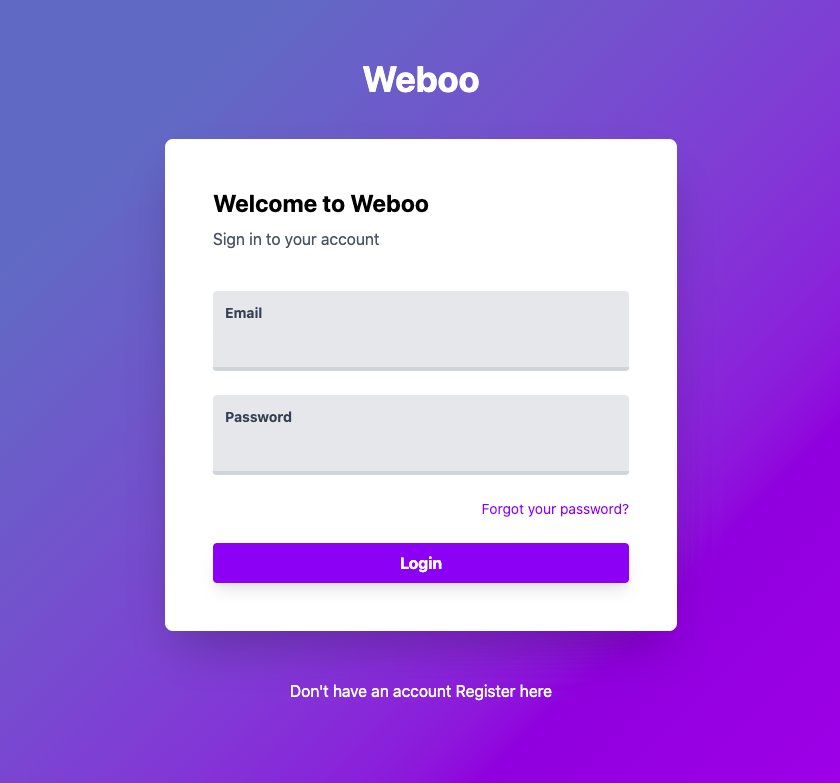 Weboo
Welcome to Weboo
Sign in to your account
Email
Password
Forgot your password?
Login
Don't have an account Register here